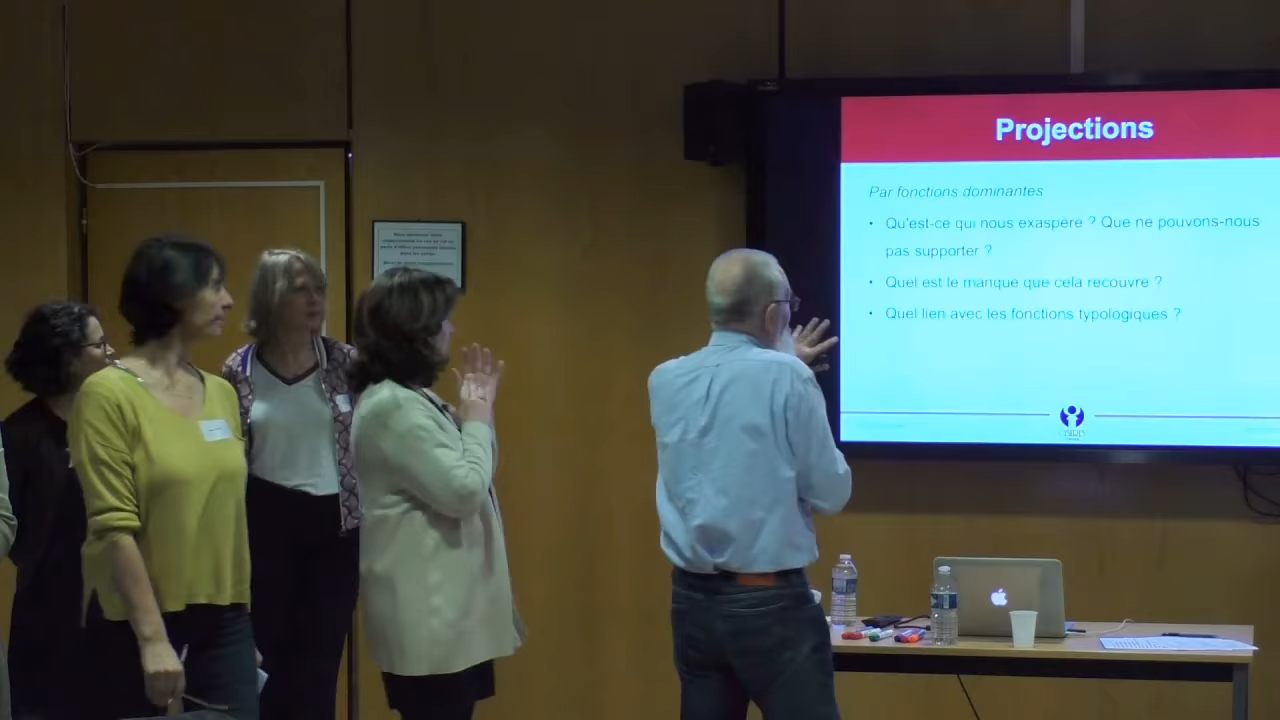 Projections
Par fonctions dominantes
• Qu'est-ce qui nous exaspère ? Que ne pouvons-nous
pas supporter ?
• Quel est le manque que cela recouvre ?
• Quel lien avec les fonctions typologiques ?